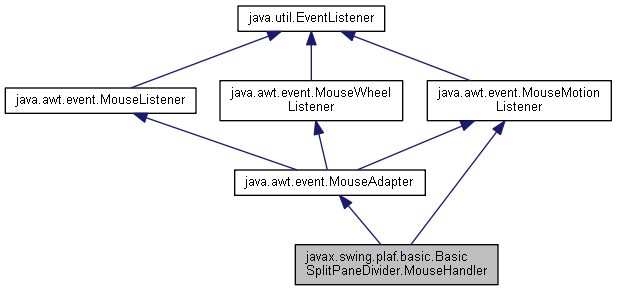 java.util.EventListener
java.awt.event.MouseListener
java.awt.event.MouseWheel
Listener
java.awt.event.MouseMotion
Listener
java.awt.event.MouseAdapter
javax.swing.plaf.basic.Basic
SplitPaneDivider.MouseHandler